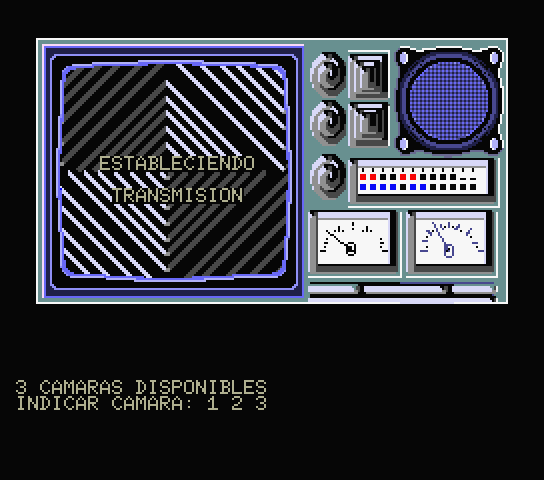 ESTABLECIENDO
TRANSMISION
3 CAMARAS DISPONIBLES
INDICAR CAMARA: 1 2 3